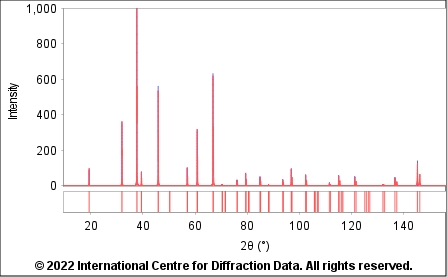 1,000
800
600
400
200
0
Intensity
20 40 60 80 100 120 140
2θ (°)
© 2022 International Centre for Diffraction Data. All rights reserved.